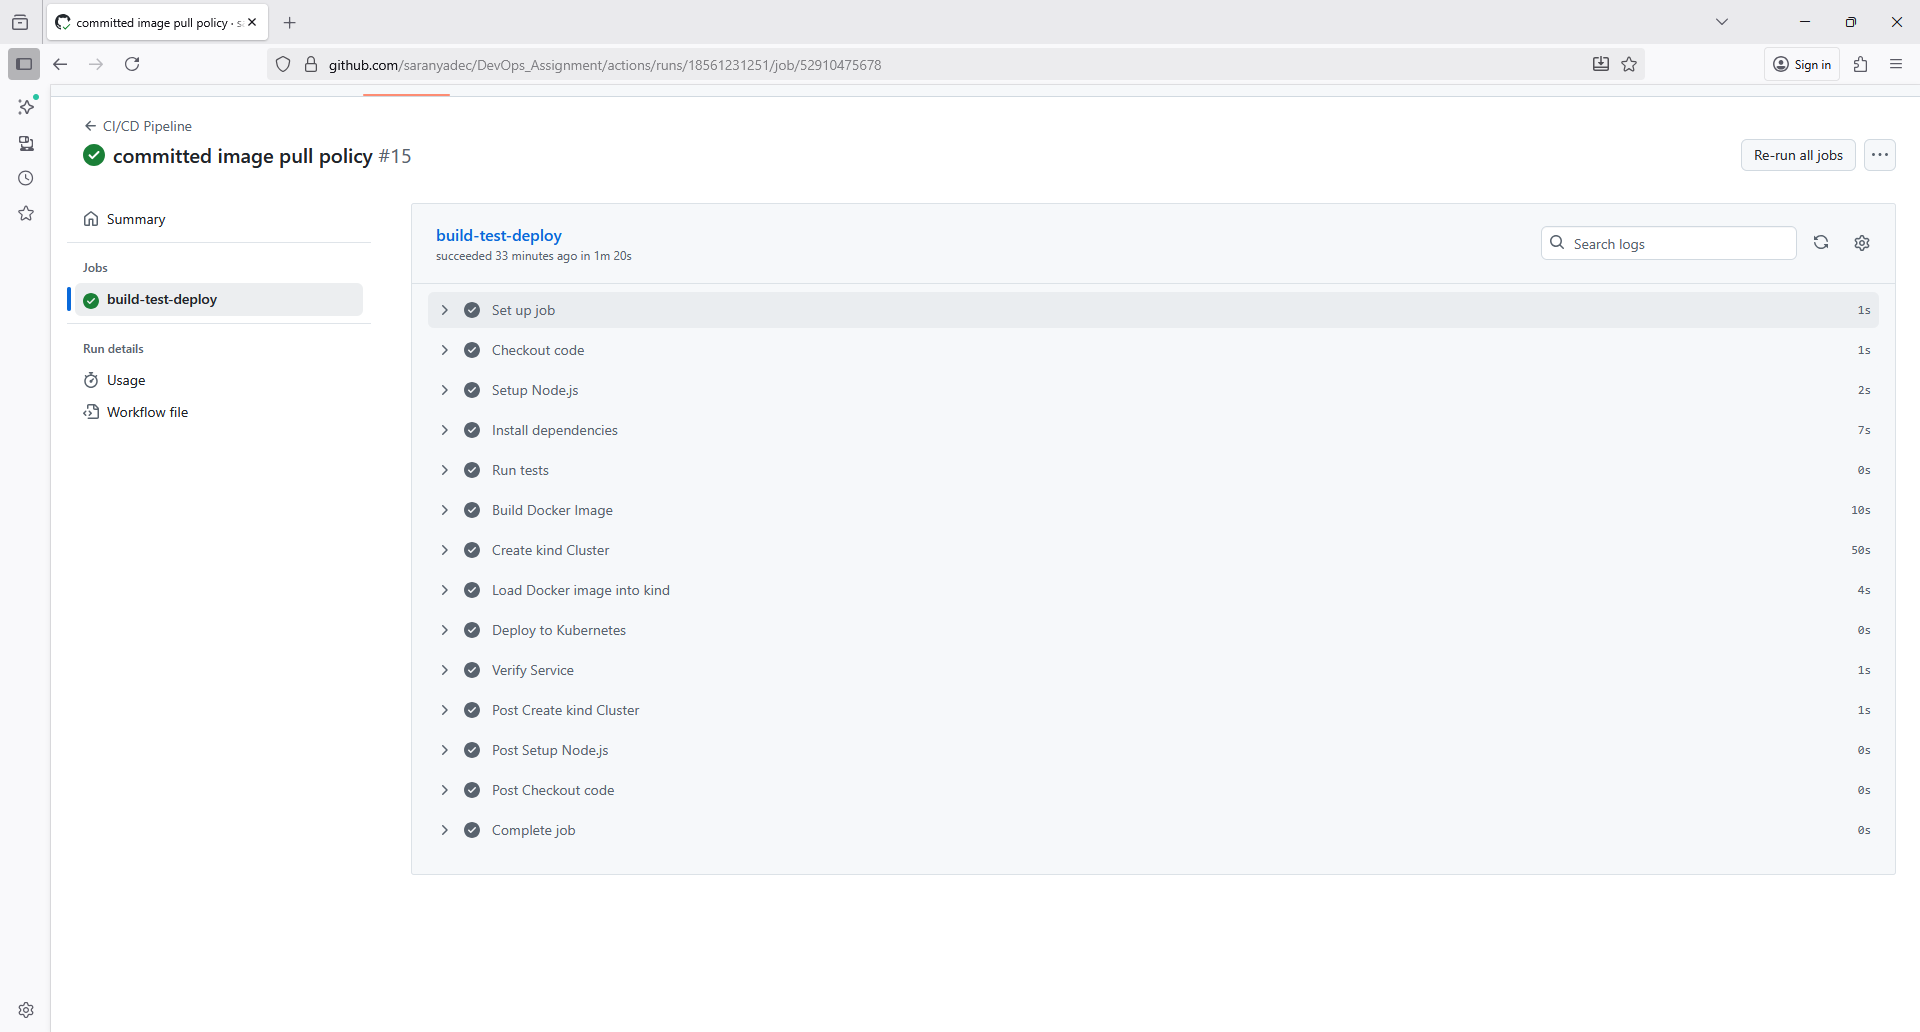 committed image pull policy · s
github.com/saranyadec/DevOps_Assignment/actions/runs/18561231251/job/52910475678
Sign in
CI/CD Pipeline
committed image pull policy #15
Re-run all jobs
Summary
Jobs
build-test-deploy
Run details
Usage
Workflow file
build-test-deploy
succeeded 33 minutes ago in 1m 20s
Search logs
Set up job 1s
Checkout code 1s
Setup Node.js 2s
Install dependencies 7s
Run tests 0s
Build Docker Image 10s
Create kind Cluster 50s
Load Docker image into kind 4s
Deploy to Kubernetes 0s
Verify Service 1s
Post Create kind Cluster 1s
Post Setup Node.js 0s
Post Checkout code 0s
Complete job 0s